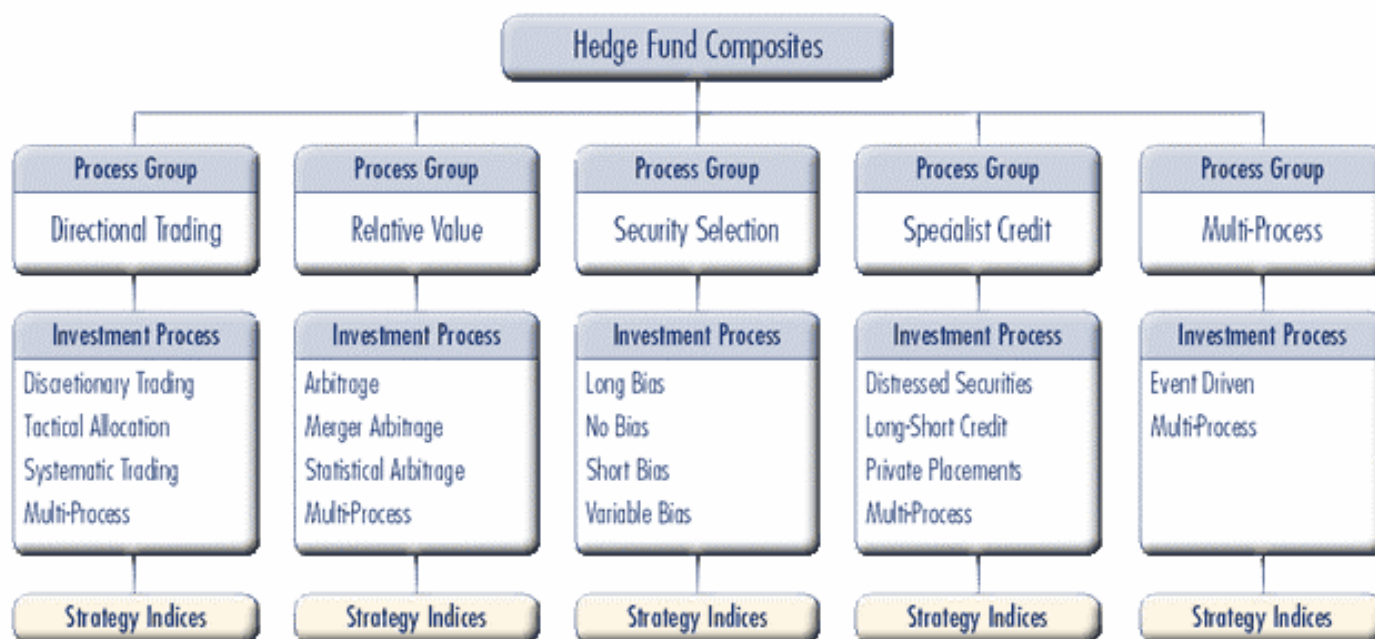 Hedge Fund Composites
Process Group
Directional Trading
Process Group
Relative Value
Process Group
Security Selection
Process Group
Specialist Credit
Process Group
Multi-Process
Investment Process
Discretionary Trading
Tactical Allocation
Systematic Trading
Multi-Process
Investment Process
Arbitrage
Merger Arbitrage
Statistical Arbitrage
Multi-Process
Investment Process
Long Bias
No Bias
Short Bias
Variable Bias
Investment Process
Distressed Securities
Long-Short Credit
Private Placements
Multi-Process
Investment Process
Event Driven
Multi-Process
Strategy Indices
Strategy Indices
Strategy Indices
Strategy Indices
Strategy Indices